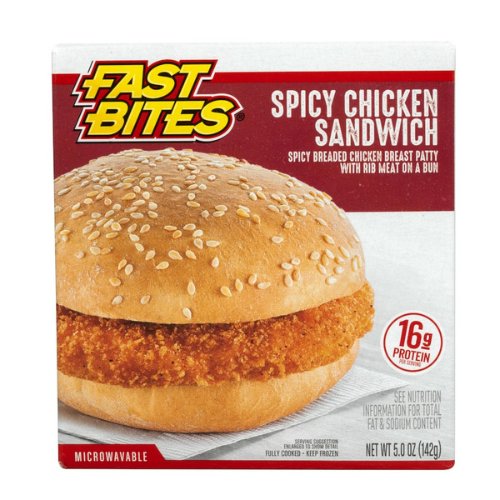 FAST
BITES®
SPICY CHICKEN
SANDWICH
SPICY BREADED CHICKEN BREAST PATTY
WITH RIB MEAT ON A BUN
16g
PROTEIN
PER SERVING
SEE NUTRITION
INFORMATION FOR TOTAL
FAT & SODIUM CONTENT
SERVING SUGGESTION
ENLARGED TO SHOW DETAIL
FULLY COOKED - KEEP FROZEN
NET WT 5.0 OZ (142g)
MICROWAVABLE